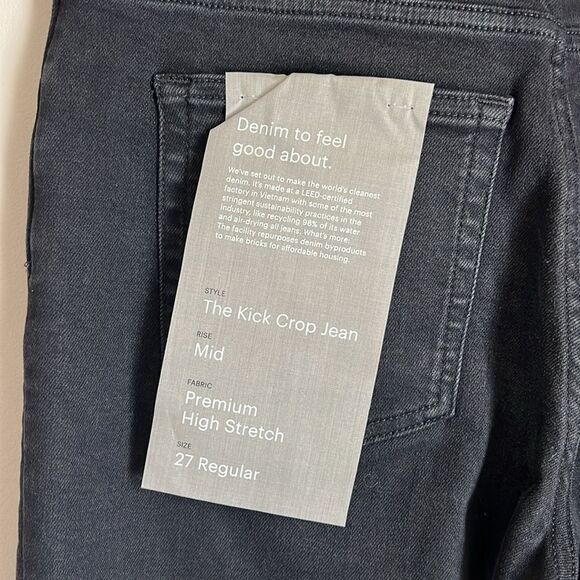 Denim to feel
good about.
We've set out to make the world's cleanest
denim. It's made at a LEED-certified
factory in Vietnam with some of the most
stringent sustainability practices in the
industry, like recycling 98% of its water
and air-drying all jeans. What's more:
The facility repurposes denim byproducts
to make bricks for affordable housing.
STYLE
The Kick Crop Jean
RISE
Mid
FABRIC
Premium
High Stretch
SIZE
27 Regular